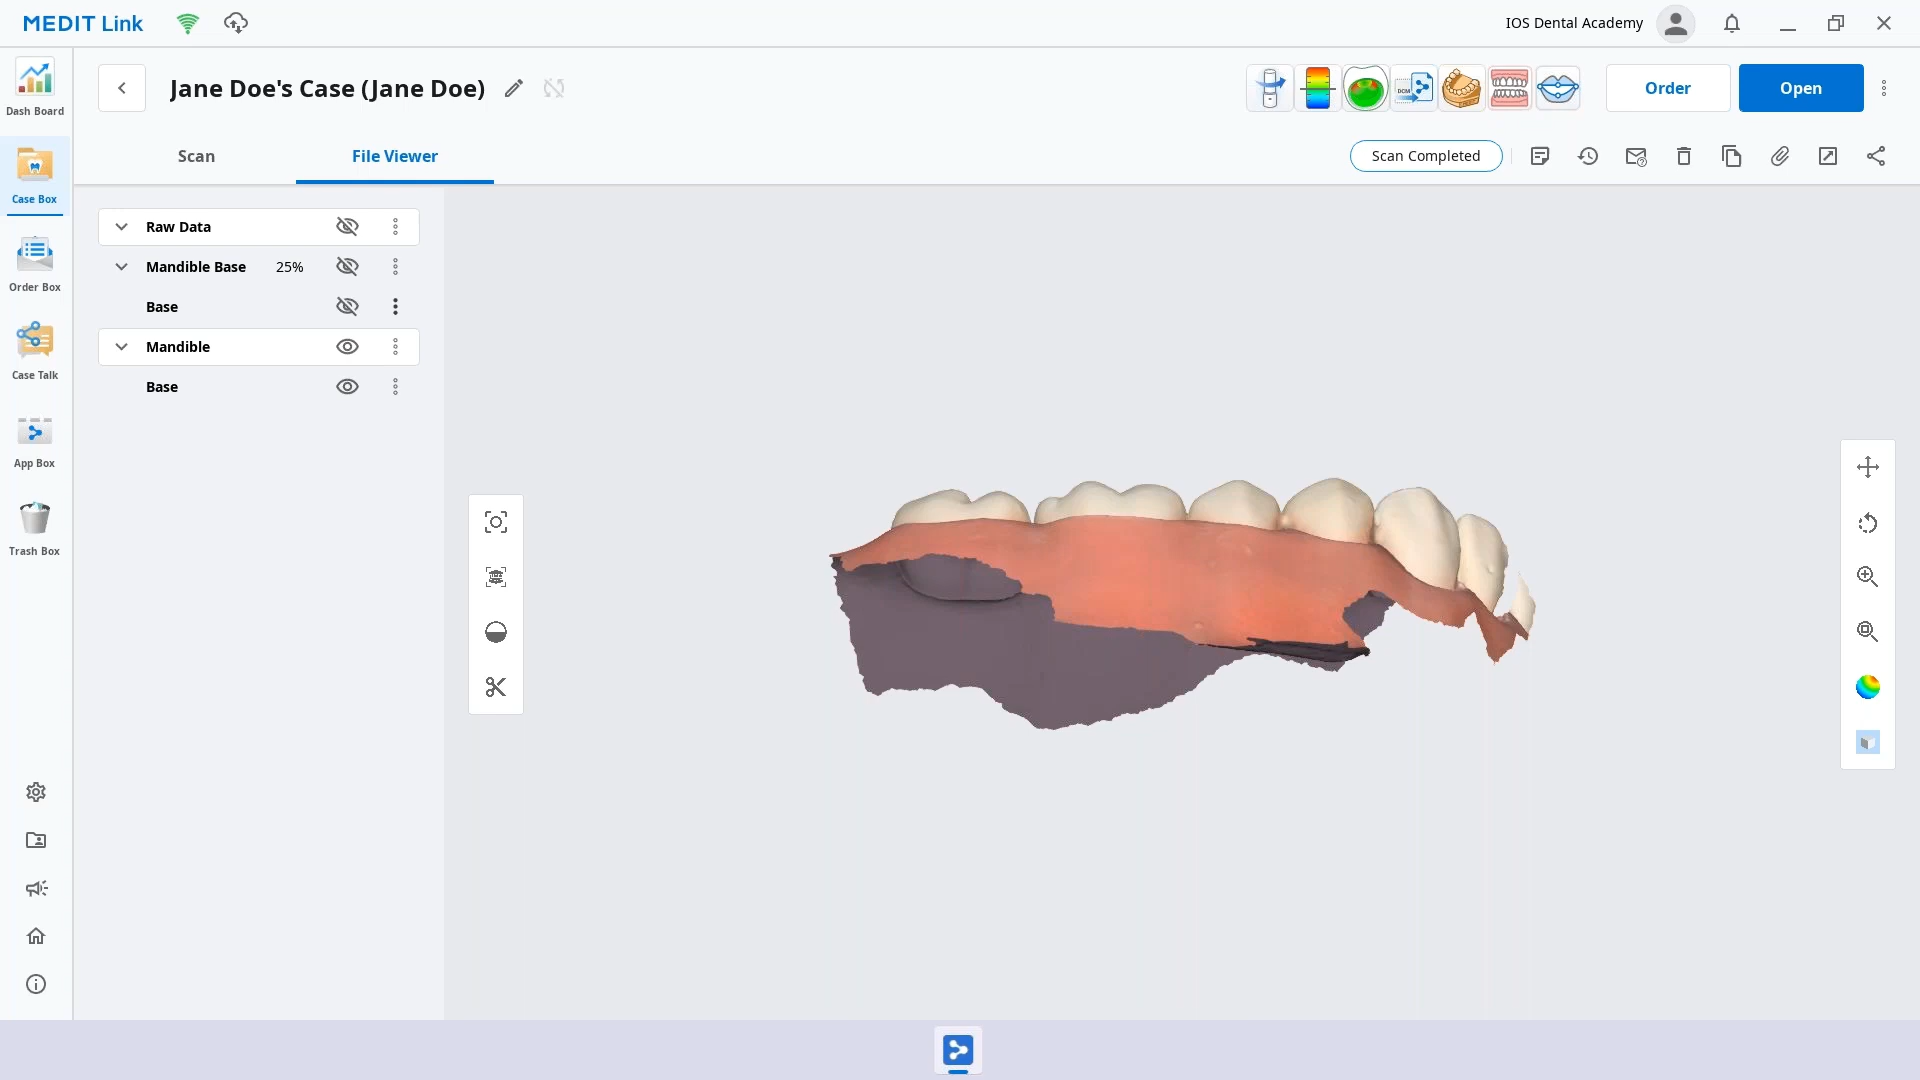 MEDIT Link
IOS Dental Academy
Dash Board
Case Box
Order Box
Case Talk
App Box
Trash Box
Jane Doe's Case (Jane Doe)
DCM
Order
Open
Scan
File Viewer
Scan Completed
Raw Data
Mandible Base 25%
Base
Mandible
Base